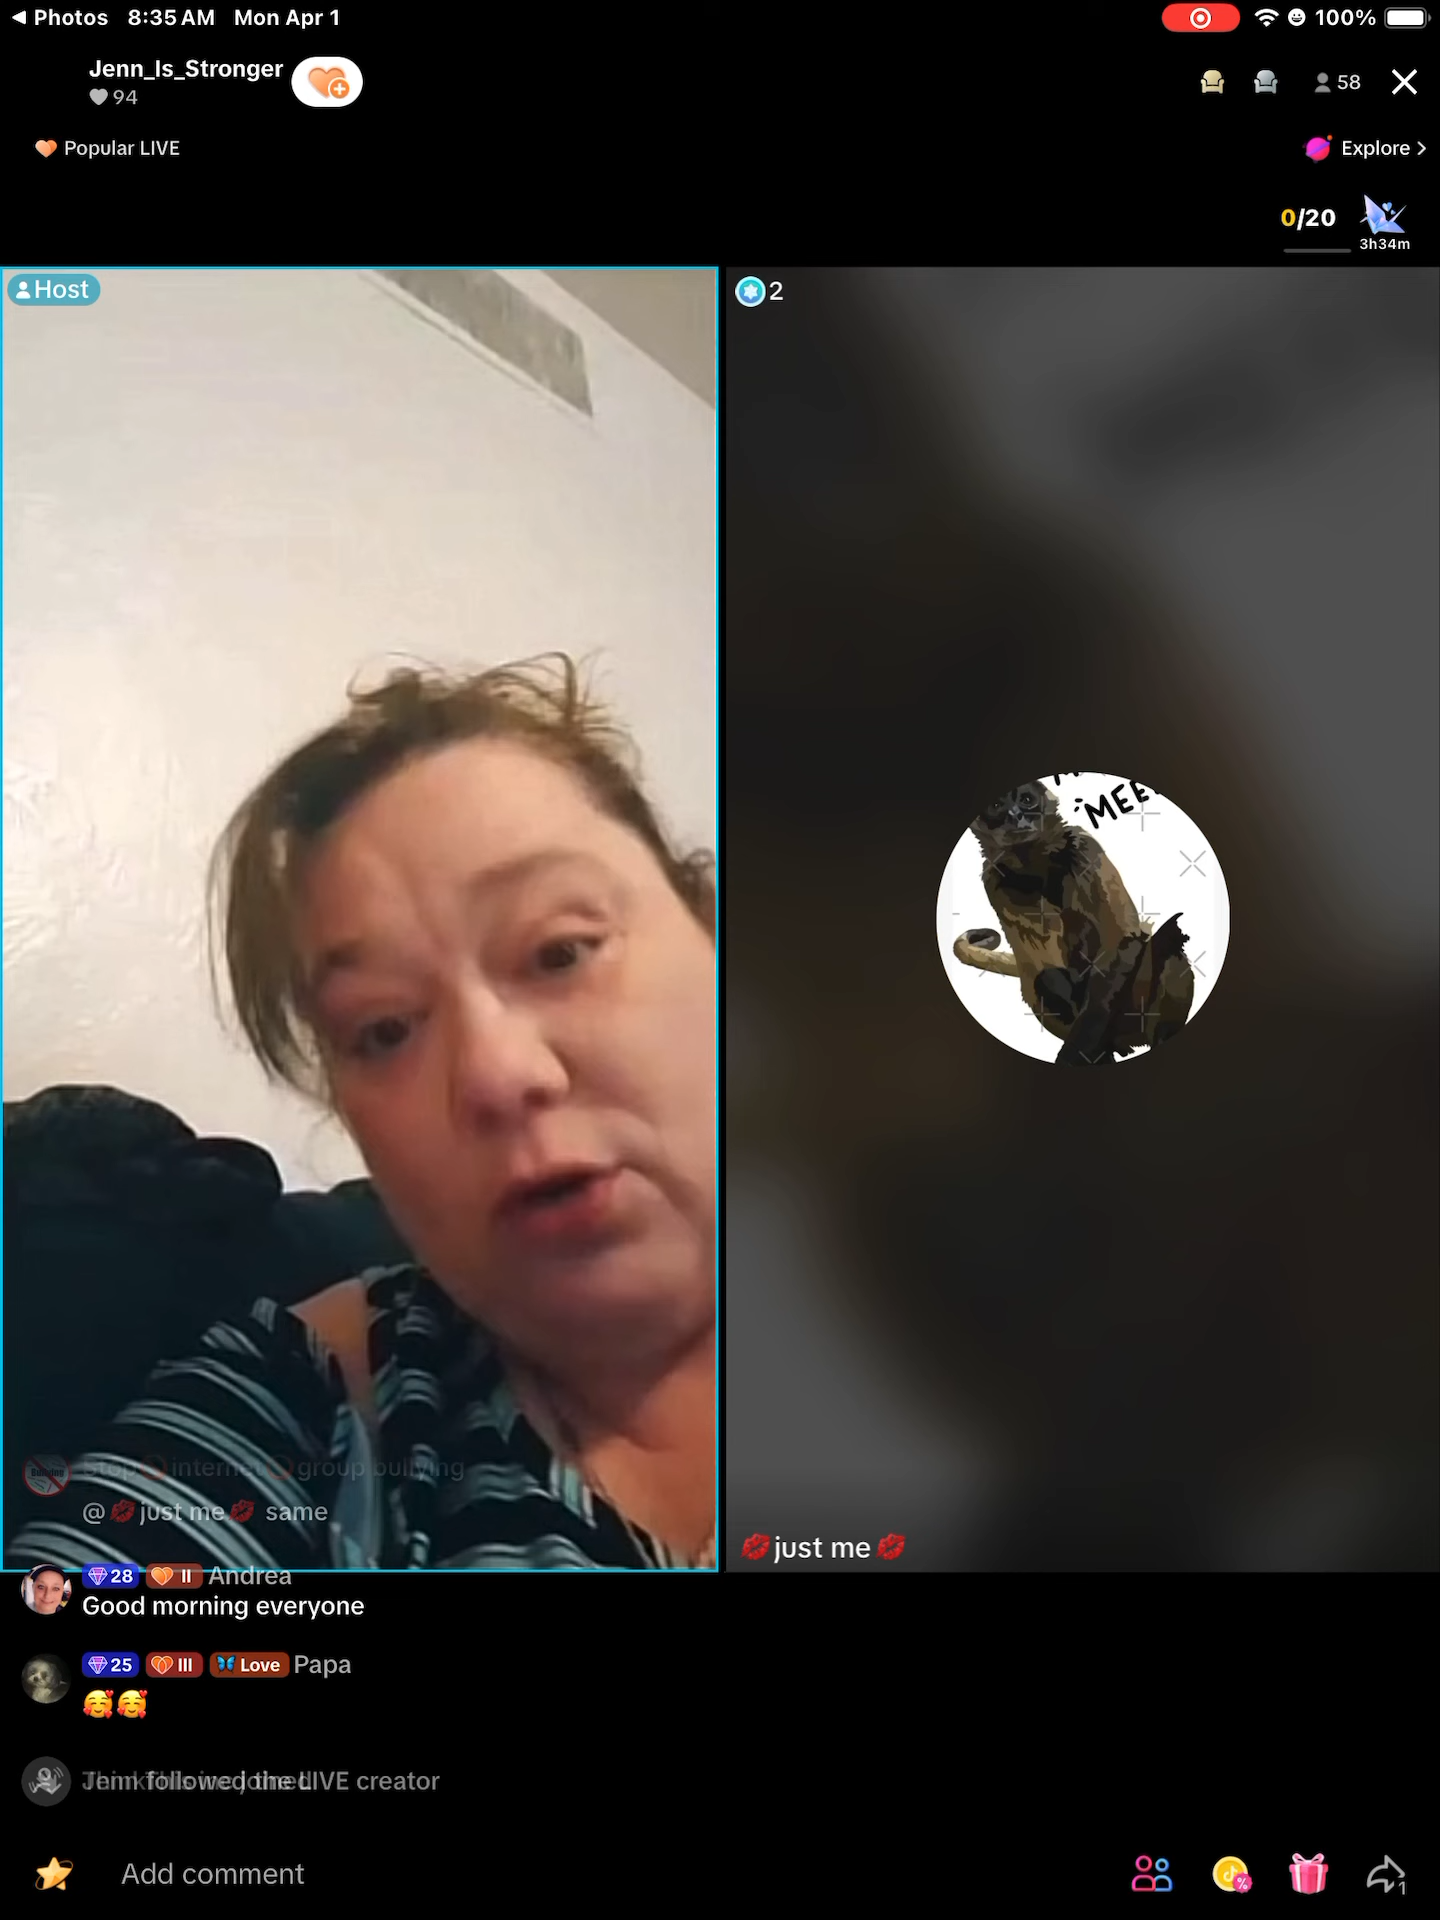 Photos 8:35 AM Mon Apr 1
100%
Jenn_Is_Stronger
94
58
Popular LIVE
Explore >
0/20
3h34m
Host
2
MEE
Stop internet group bullying
@💋just me💋 same
💋just me💋
28 II Andrea
Good morning everyone
25 III Love Papa
🥰🥰
followed the LIVE creator
Add comment
1